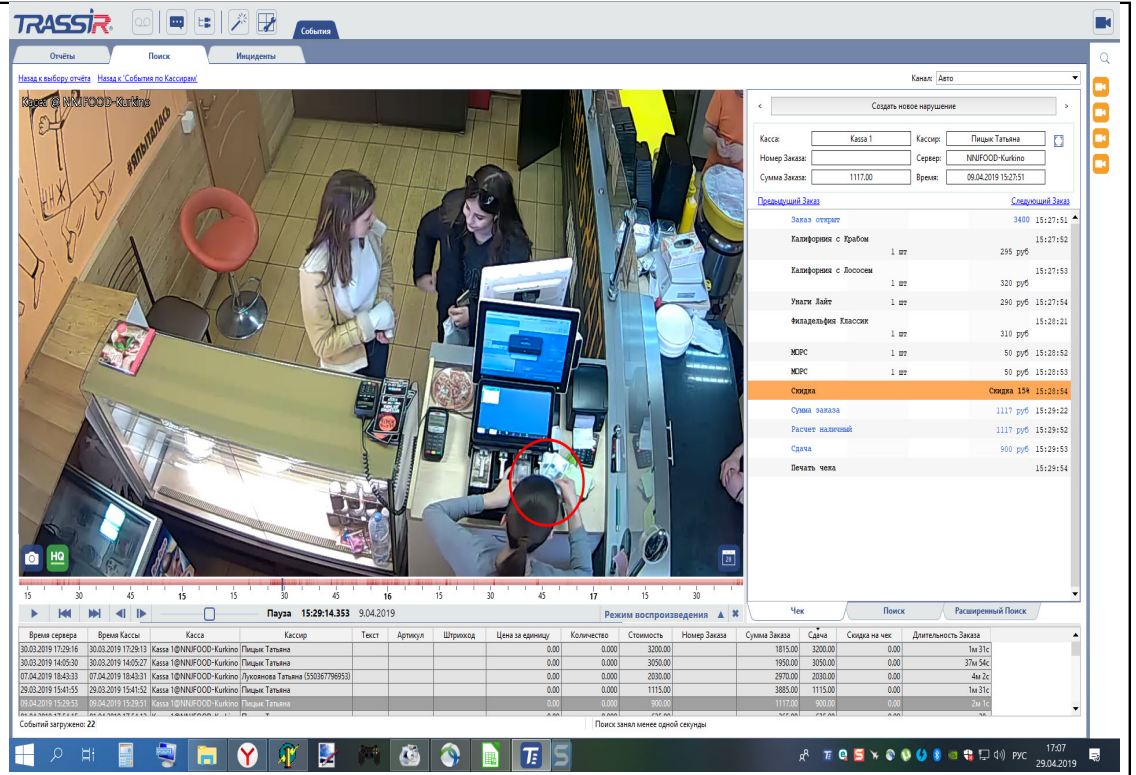 TRASSIR
События
Отчёты Поиск Инциденты
Назад к выбору отчёта Назад к 'События по Кассирам'
Канал: Авто
Касса @ NNJFOOD-Kurkino
#ЯПЫТАЛАСЬ
< Создать новое нарушение >
Касса: Kassa 1 Кассир: Пицык Татьяна
Номер Заказа: Сервер: NNJFOOD-Kurkino
Сумма Заказа: 1117.00 Время: 09.04.2019 15:27:51
Предыдущий Заказ Следующий Заказ
Заказ открыт 3400 15:27:51
Калифорния с Крабом 15:27:52
1 шт 295 руб
Калифорния с Лососем 15:27:53
1 шт 320 руб
Унаги Лайт 1 шт 290 руб 15:27:54
Филадельфия Классик 15:28:21
1 шт 310 руб
МОРС 1 шт 50 руб 15:28:52
МОРС 1 шт 50 руб 15:28:53
Скидка Скидка 15% 15:28:54
Сумма заказа 1117 руб 15:29:22
Расчет наличный 1117 руб 15:29:52
Сдача 900 руб 15:29:53
Печать чека 15:29:54
HQ
28
15 30 45 15 15 30 45 16 15 30 45 17 15 30
Пауза 15:29:14.353 9.04.2019 Режим воспроизведения
Чек Поиск Расширенный Поиск
Время сервера Время Кассы Касса Кассир Текст Артикул Штрихкод Цена за единицу Количество Стоимость Номер Заказа Сумма Заказа Сдача Скидка на чек Длительность Заказа
30.03.2019 17:29:16 30.03.2019 17:29:13 Kassa 1@NNJFOOD-Kurkino Пицык Татьяна 0.00 0.000 3200.00 1815.00 3200.00 0.00 1м 31с
30.03.2019 14:05:30 30.03.2019 14:05:27 Kassa 1@NNJFOOD-Kurkino Пицык Татьяна 0.00 0.000 3050.00 1950.00 3050.00 0.00 37м 54с
07.04.2019 18:43:33 07.04.2019 18:43:31 Kassa 1@NNJFOOD-Kurkino Лукоянова Татьяна (550367796953) 0.00 0.000 2030.00 2970.00 2030.00 0.00 4м 2с
29.03.2019 15:41:55 29.03.2019 15:41:52 Kassa 1@NNJFOOD-Kurkino Пицык Татьяна 0.00 0.000 1115.00 3885.00 1115.00 0.00 1м 31с
09.04.2019 15:29:53 09.04.2019 15:29:51 Kassa 1@NNJFOOD-Kurkino Пицык Татьяна 0.00 0.000 900.00 1117.00 900.00 0.00 2м 1с
Событий загружено: 22 Поиск занял менее одной секунды
РУС 17:07
29.04.2019